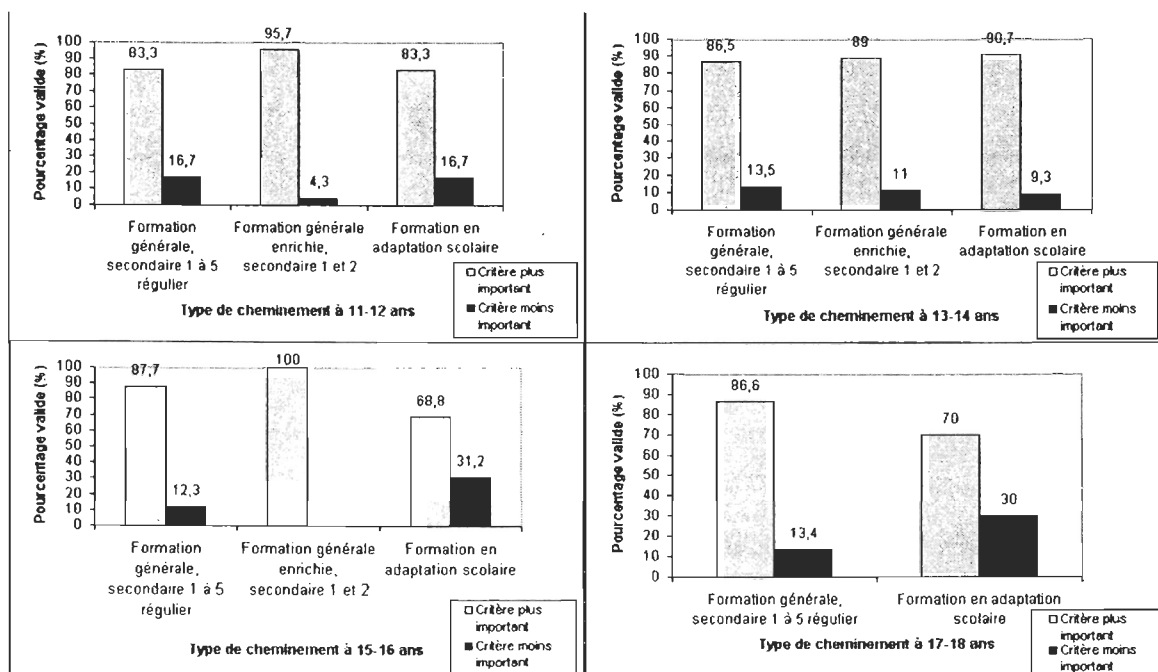 Pourcentage valide (%)
100
90
80
70
60
50
40
30
20
10
0
83,3
16,7
95,7
4,3
83,3
16,7
Formation
générale,
secondaire 1 à 5
régulier
Formation générale
enrichie,
secondaire 1 et 2
Formation en
adaptation scolaire
Type de cheminement à 11-12 ans
Critère plus
important
Critère moins
important
Pourcentage valide (%)
100
90
80
70
60
50
40
30
20
10
0
86,5
13,5
89
11
90,7
9,3
Formation
générale,
secondaire 1 à 5
régulier
Formation générale
enrichie,
secondaire 1 et 2
Formation en
adaptation scolaire
Type de cheminement à 13-14 ans
Critère plus
important
Critère moins
important
Pourcentage valide (%)
100
90
80
70
60
50
40
30
20
10
0
87,7
12,3
100
68,8
31,2
Formation
générale,
secondaire 1 à 5
régulier
Formation générale
enrichie,
secondaire 1 et 2
Formation en
adaptation scolaire
Type de cheminement à 15-16 ans
Critère plus
important
Critère moins
important
Pourcentage valide (%)
100
90
80
70
60
50
40
30
20
10
0
86,6
13,4
70
30
Formation générale,
secondaire 1 à 5 régulier
Formation en adaptation
scolaire
Type de cheminement à 17-18 ans
Critère plus
important
Critère moins
important